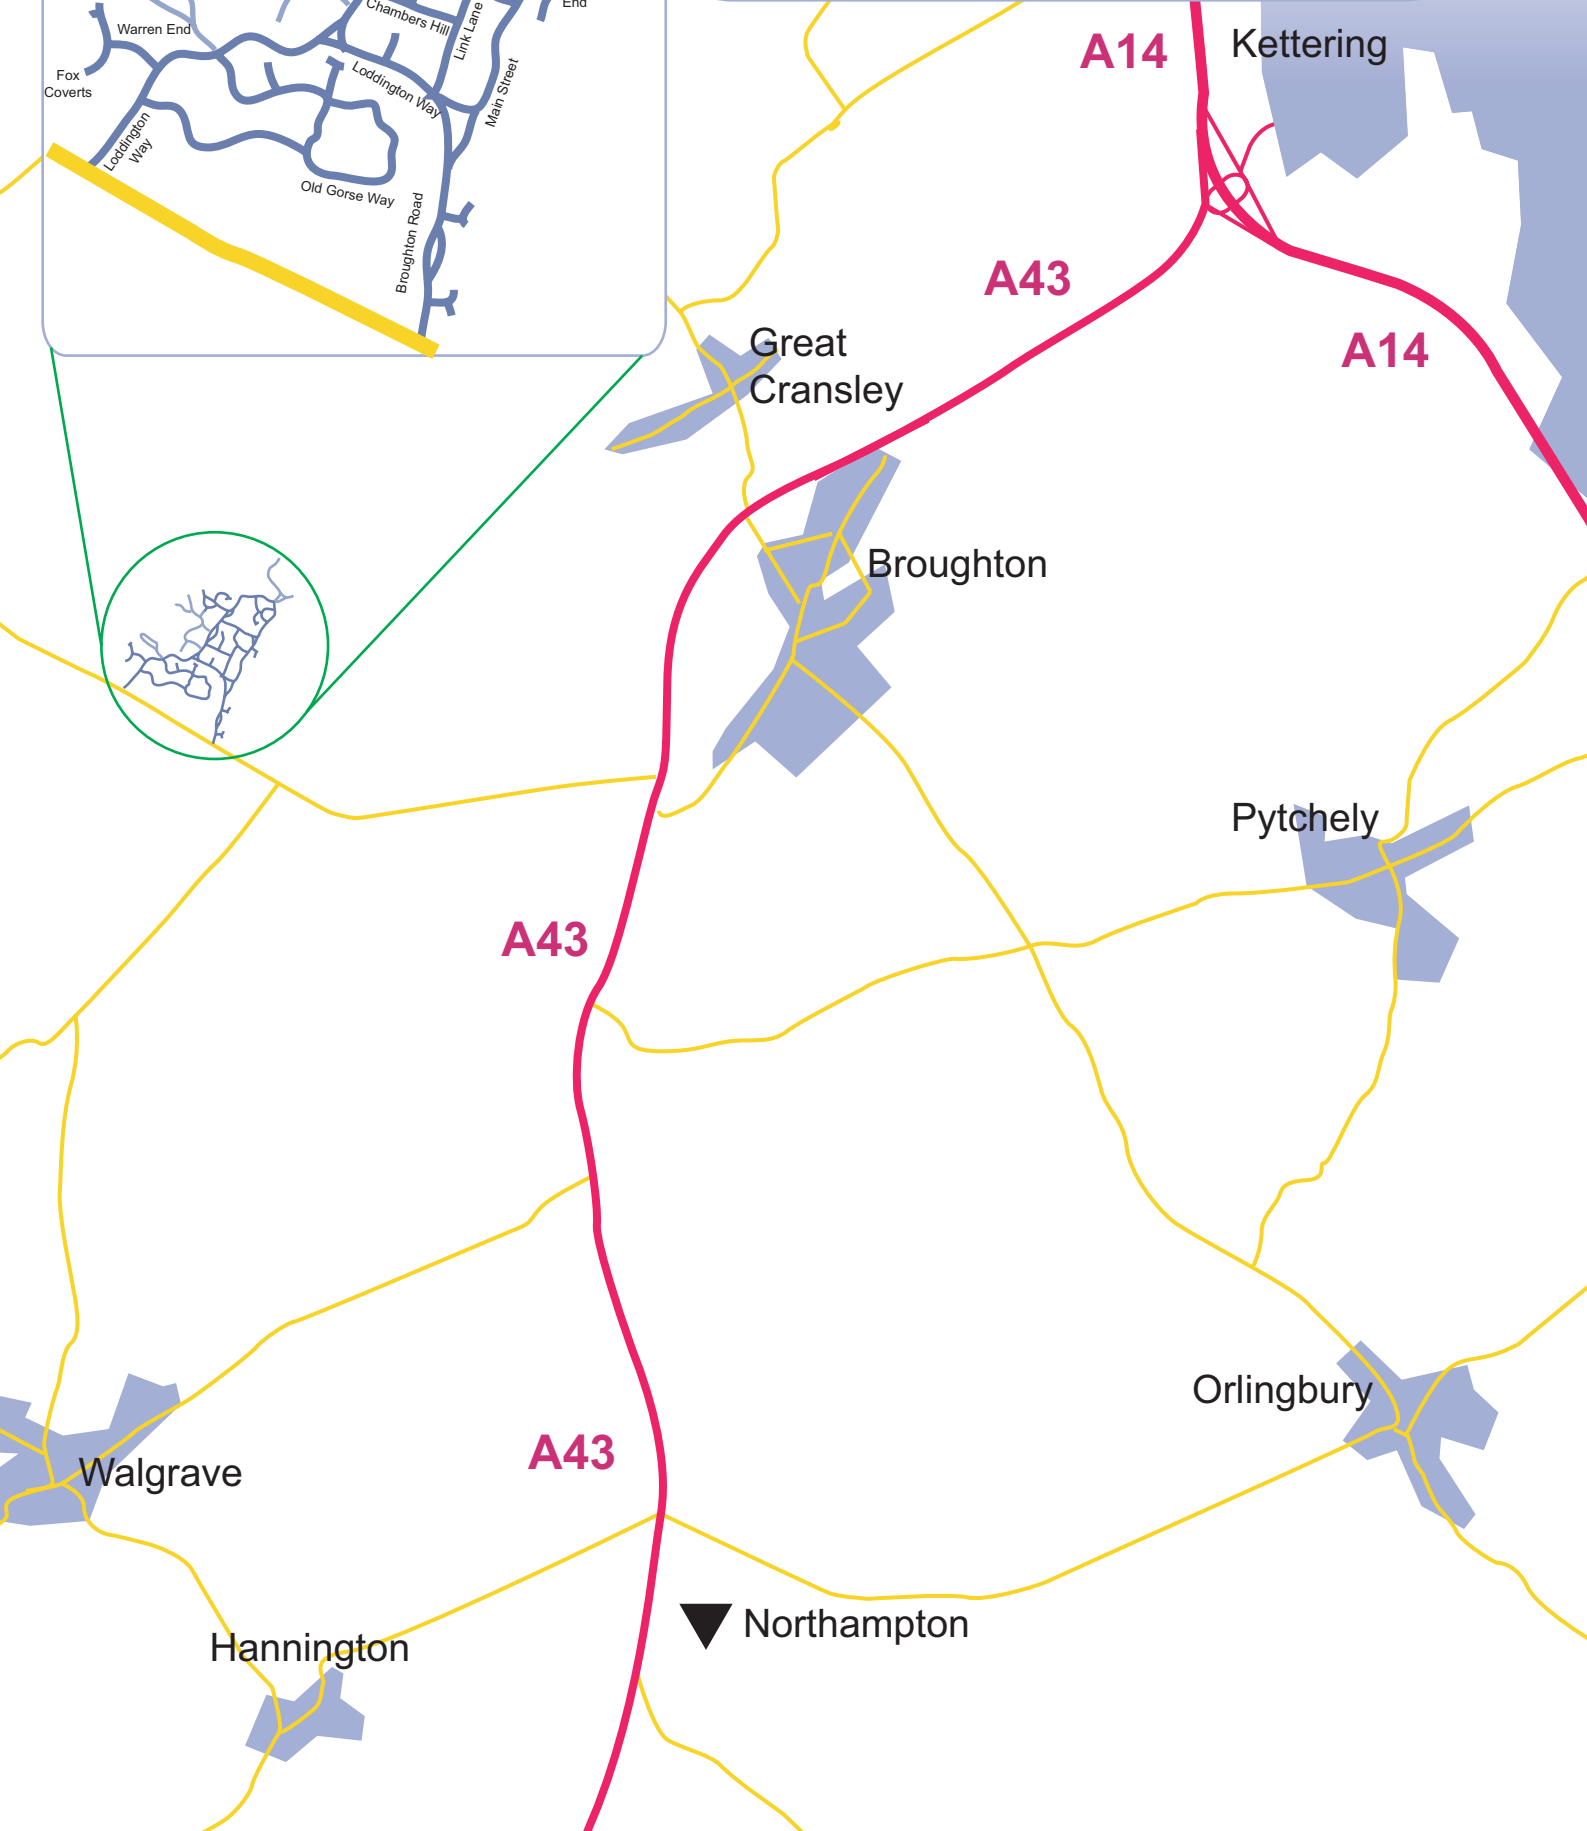 End
Chambers Hill
Link Lane
Warren End
Fox
Coverts
Loddington Way
Main Street
Loddington
Way
Old Gorse Way
Broughton Road
A14
Kettering
A43
A14
Great
Cransley
Broughton
Pytchely
A43
Orlingbury
A43
Walgrave
Northampton
Hannington